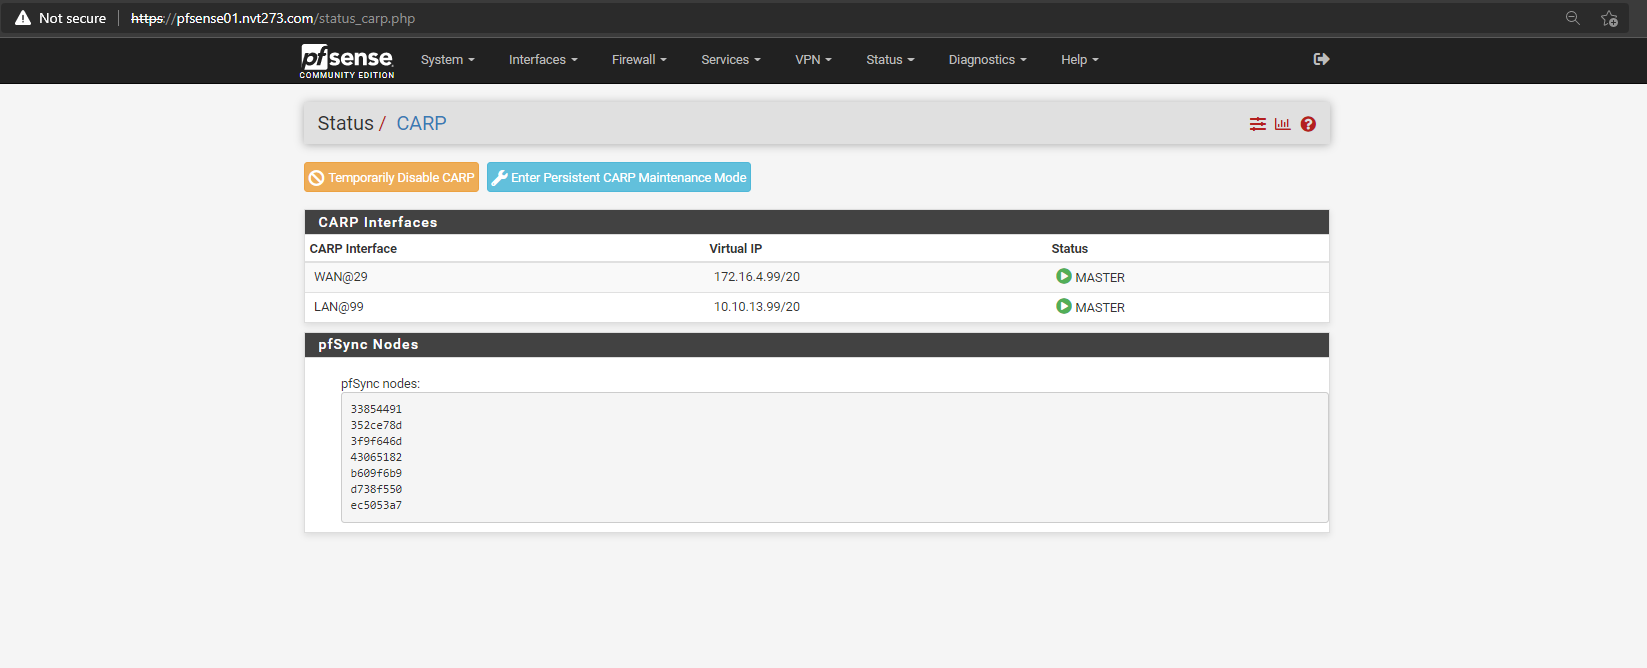 Not secure https://pfsense01.nvt273.com/status_carp.php
pfsense
COMMUNITY EDITION
System Interfaces Firewall Services VPN Status Diagnostics Help
Status / CARP
Temporarily Disable CARP Enter Persistent CARP Maintenance Mode
CARP Interfaces
CARP Interface Virtual IP Status
WAN@29 172.16.4.99/20 MASTER
LAN@99 10.10.13.99/20 MASTER
pfSync Nodes
pfSync nodes:
33854491
352ce78d
3f9f646d
43065182
b609f6b9
d738f550
ec5053a7